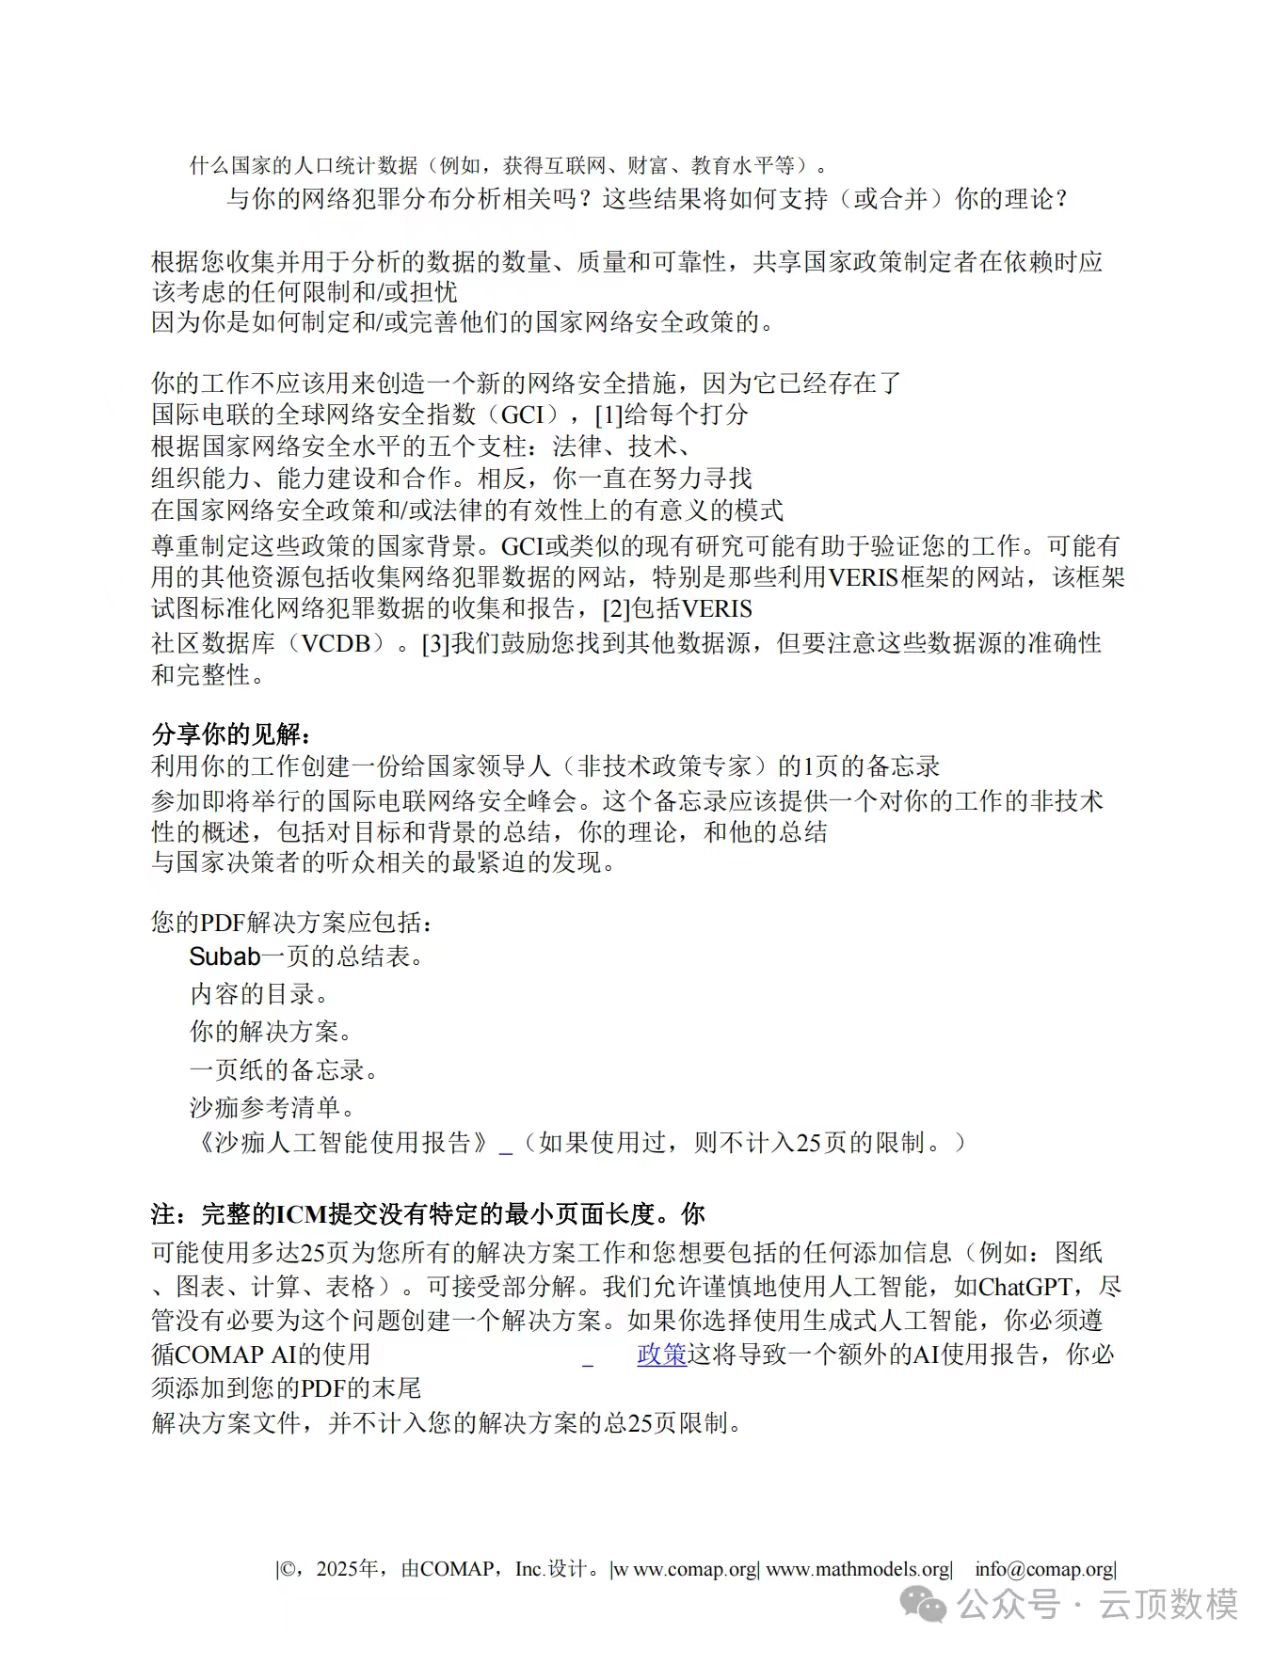 什么国家的人口统计数据（例如，获得互联网、财富、教育水平等）。
与你的网络犯罪分布分析相关吗？这些结果将如何支持（或合并）你的理论？
根据您收集并用于分析的数据的数量、质量和可靠性，共享国家政策制定者在依赖时应
该考虑的任何限制和/或担忧
因为你是如何制定和/或完善他们的国家网络安全政策的。
你的工作不应该用来创造一个新的网络安全措施，因为它已经存在了
国际电联的全球网络安全指数（GCI），[1]给每个打分
根据国家网络安全水平的五个支柱：法律、技术、
组织能力、能力建设和合作。相反，你一直在努力寻找
在国家网络安全政策和/或法律的有效性上的有意义的模式
尊重制定这些政策的国家背景。GCI或类似的现有研究可能有助于验证您的工作。可能有
用的其他资源包括收集网络犯罪数据的网站，特别是那些利用VERIS框架的网站，该框架
试图标准化网络犯罪数据的收集和报告，[2]包括VERIS
社区数据库（VCDB）。[3]我们鼓励您找到其他数据源，但要注意这些数据源的准确性
和完整性。
分享你的见解：
利用你的工作创建一份给国家领导人（非技术政策专家）的1页的备忘录
参加即将举行的国际电联网络安全峰会。这个备忘录应该提供一个对你的工作的非技术
性的概述，包括对目标和背景的总结，你的理论，和他的总结
与国家决策者的听众相关的最紧迫的发现。
您的PDF解决方案应包括：
Subab一页的总结表。
内容的目录。
你的解决方案。
一页纸的备忘录。
沙痂参考清单。
《沙痂人工智能使用报告》_（如果使用过，则不计入25页的限制。）
注：完整的ICM提交没有特定的最小页面长度。你
可能使用多达25页为您所有的解决方案工作和您想要包括的任何添加信息（例如：图纸
、图表、计算、表格）。可接受部分解。我们允许谨慎地使用人工智能，如ChatGPT，尽
管没有必要为这个问题创建一个解决方案。如果你选择使用生成式人工智能，你必须遵
循COMAP AI的使用 _ 政策这将导致一个额外的AI使用报告，你必
须添加到您的PDF的末尾
解决方案文件，并不计入您的解决方案的总25页限制。
|©，2025年，由COMAP，Inc.设计。|w ww.comap.org| www.mathmodels.org| info@comap.org|
公众号 · 云顶数模